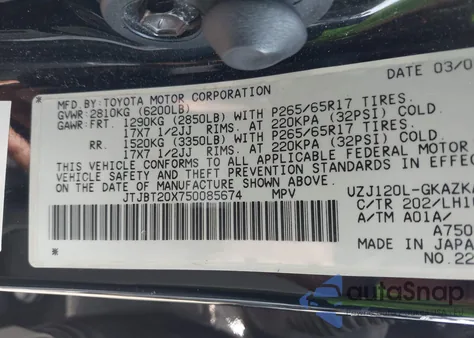 DATE 03/0
MFD.BY: TOYOTA MOTOR CORPORATION
GVWR: 2810KG (6200LB)
GAWR: FRT. 1290KG (2850LB) WITH P265/65R17 TIRES.
17X7 1/2JJ RIMS. AT 220KPA (32PSI) COLD.
RR. 1520KG (3350LB) WITH P265/65R17 TIRES.
17X7 1/2JJ RIMS. AT 220KPA (32PSI) COLD.
THIS VEHICLE CONFORMS TO ALL APPLICABLE FEDERAL MOTOR
VEHICLE SAFETY AND THEFT PREVENTION STANDARDS IN EFFEC
ON THE DATE OF MANUFACTURE SHOWN ABOVE.
JTJBT20X750085674 MPV UZJ120L-GKAZKA
C/TR 202/LH10
A/TM A01A/
A750
MADE IN JAPAN
NO.22
autoSnap